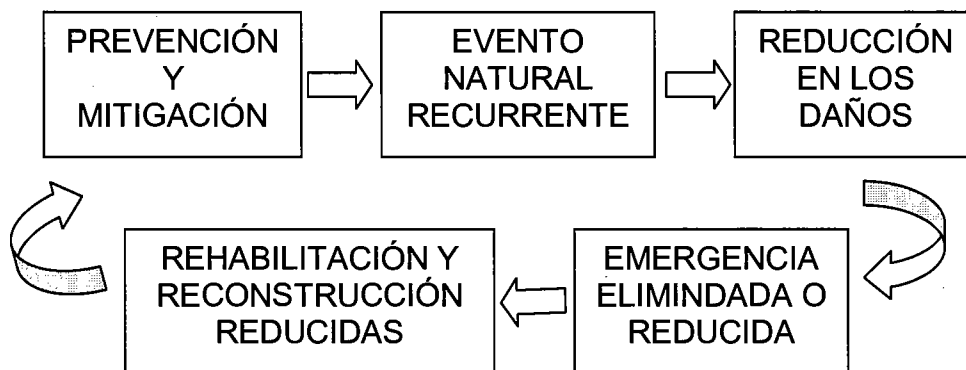 PREVENCIÓN
Y
MITIGACIÓN
EVENTO
NATURAL
RECURRENTE
REDUCCIÓN
EN LOS
DAÑOS
EMERGENCIA
ELIMINDADA O
REDUCIDA
REHABILITACIÓN Y
RECONSTRUCCIÓN
REDUCIDAS